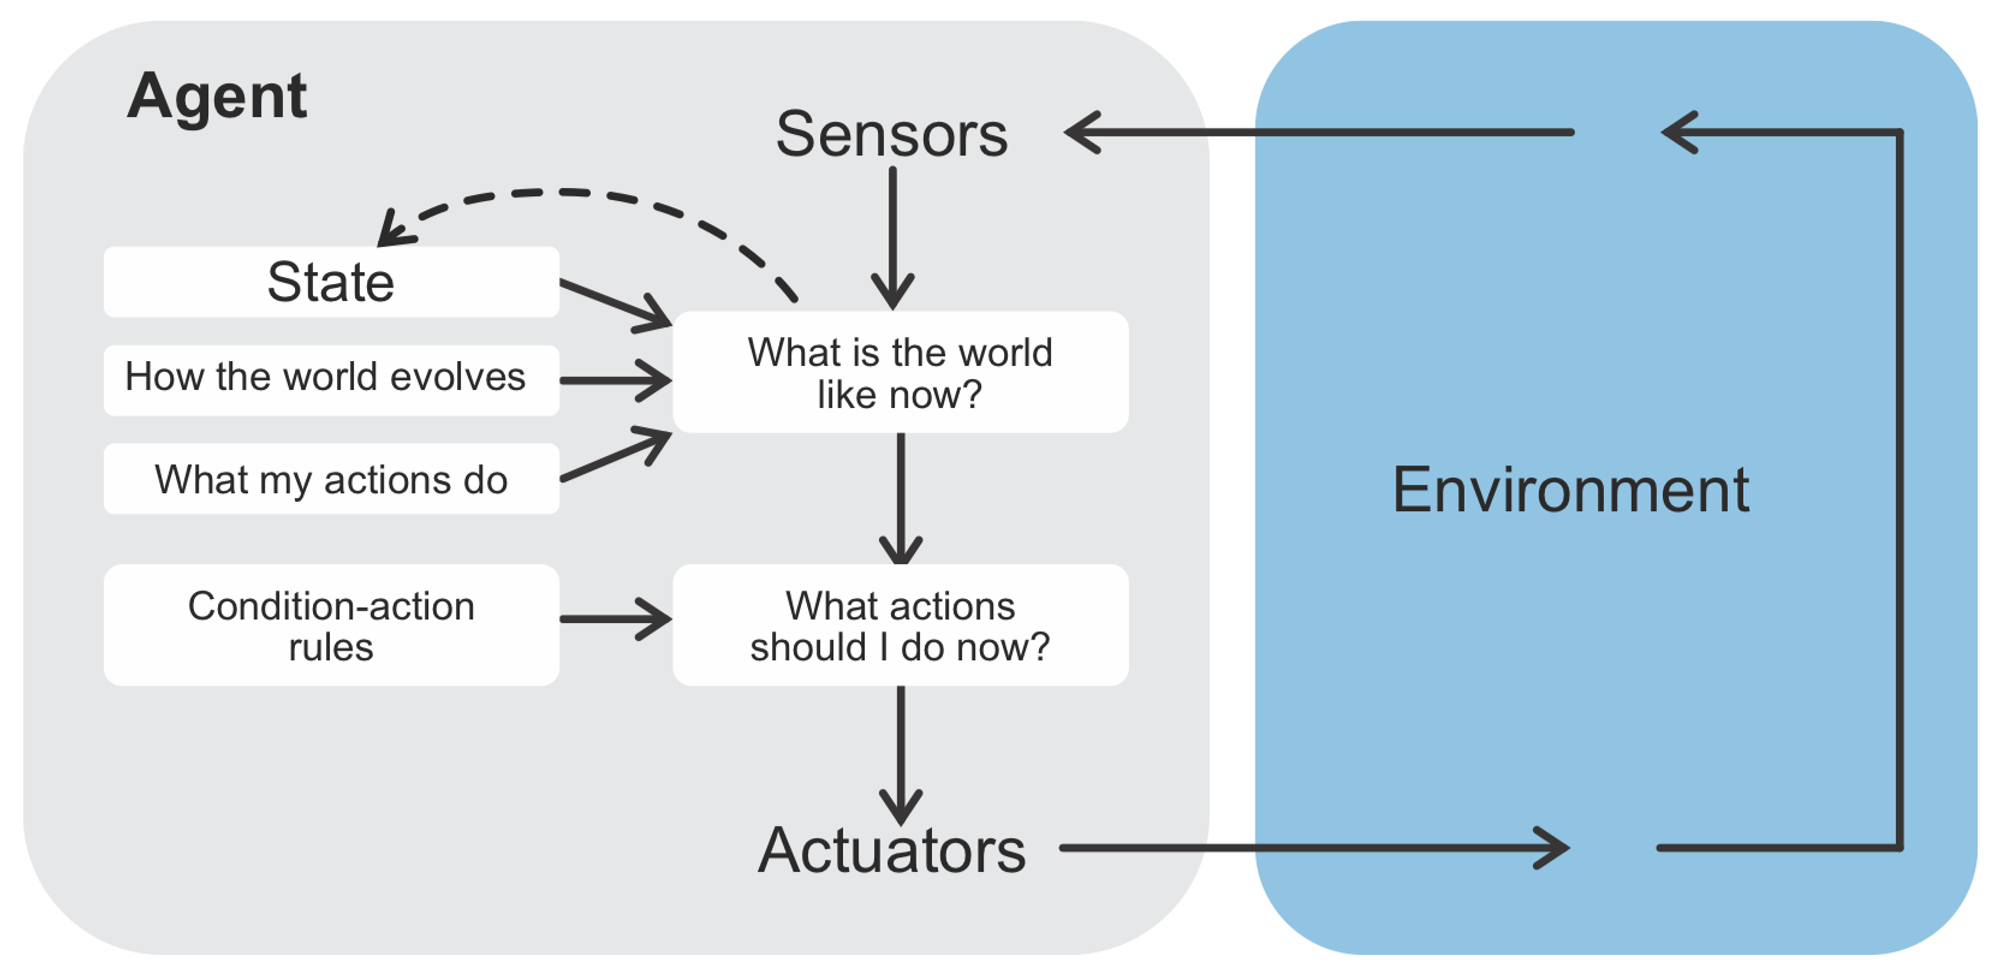 Agent
Sensors
State
How the world evolves
What my actions do
What is the world
like now?
Condition-action
rules
What actions
should I do now?
Actuators
Environment